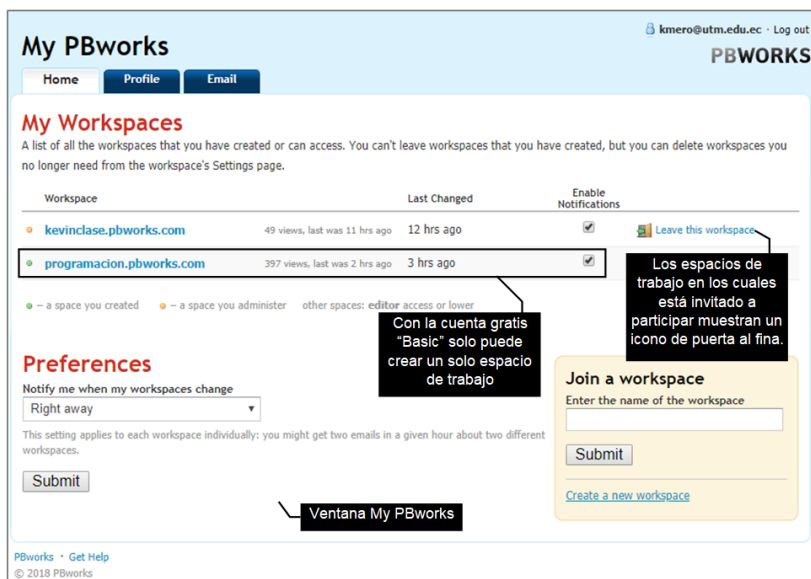 My PBworks
kmero@utm.edu.ec · Log out
PBWORKS
Home Profile Email
My Workspaces
A list of all the workspaces that you have created or can access. You can't leave workspaces that you have created, but you can delete workspaces you
no longer need from the workspace's Settings page.
Workspace Last Changed Enable
Notifications
kevinclase.pbworks.com 49 views, last was 11 hrs ago 12 hrs ago Leave this workspace
programacion.pbworks.com 397 views, last was 2 hrs ago 3 hrs ago
– a space you created – a space you administer other spaces: editor access or lower
Los espacios de
trabajo en los cuales
está invitado a
participar muestran un
icono de puerta al fina.
Con la cuenta gratis
“Basic” solo puede
crear un solo espacio
de trabajo
Preferences
Notify me when my workspaces change
Right away
This setting applies to each workspace individually: you might get two emails in a given hour about two different
workspaces.
Submit
Join a workspace
Enter the name of the workspace
Submit
Create a new workspace
Ventana My PBworks
PBworks · Get Help
© 2018 PBworks